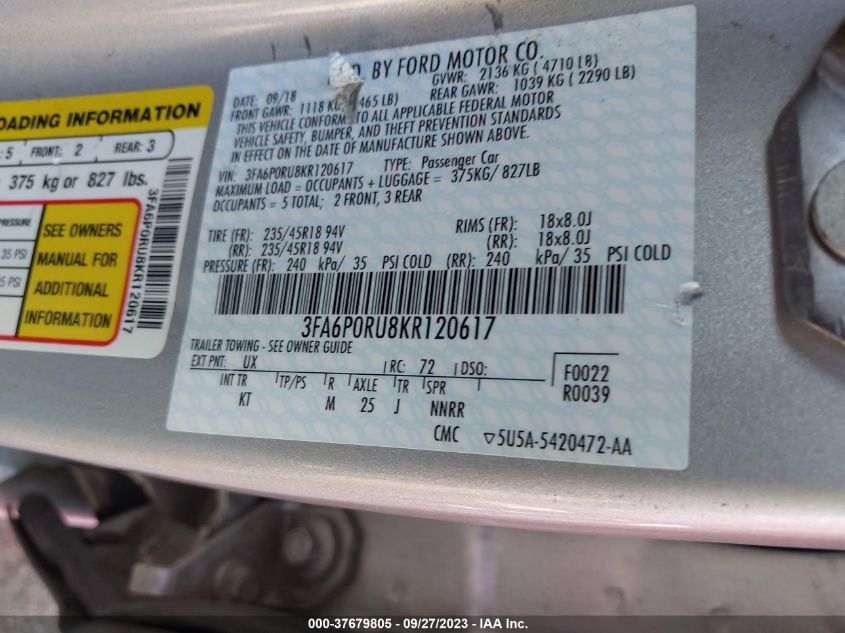 LOADING INFORMATION
5 FRONT: 2 REAR: 3
375 kg or 827 lbs.
PRESSURE
35 PSI
35 PSI
SEE OWNERS
MANUAL FOR
ADDITIONAL
INFORMATION
3FA6P0RU8KR120617
BY FORD MOTOR CO.
DATE: 09/18 GVWR: 2136 KG ( 4710 LB)
FRONT GAWR: 1118 KG 465 LB) REAR GAWR: 1039 KG ( 2290 LB)
THIS VEHICLE CONFORMS TO ALL APPLICABLE FEDERAL MOTOR
VEHICLE SAFETY, BUMPER, AND THEFT PREVENTION STANDARDS
IN EFFECT ON THE DATE OF MANUFACTURE SHOWN ABOVE.
VIN: 3FA6P0RU8KR120617 TYPE: Passenger Car
MAXIMUM LOAD = OCCUPANTS + LUGGAGE = 375KG/ 827LB
OCCUPANTS = 5 TOTAL; 2 FRONT, 3 REAR
TIRE (FR): 235/45R18 94V RIMS (FR): 18x8.0J
(RR): 235/45R18 94V (RR): 18x8.0J
PRESSURE (FR): 240 kPa/ 35 PSI COLD (RR): 240 kPa/ 35 PSI COLD
3FA6P0RU8KR120617
TRAILER TOWING - SEE OWNER GUIDE
EXT PNT: UX RC: 72 DSO: F0022
INT TR TP/PS R AXLE TR SPR R0039
KT M 25 J NNRR
CMC ▽5U5A-5420472-AA
000-37679805 - 09/27/2023 - IAA Inc.